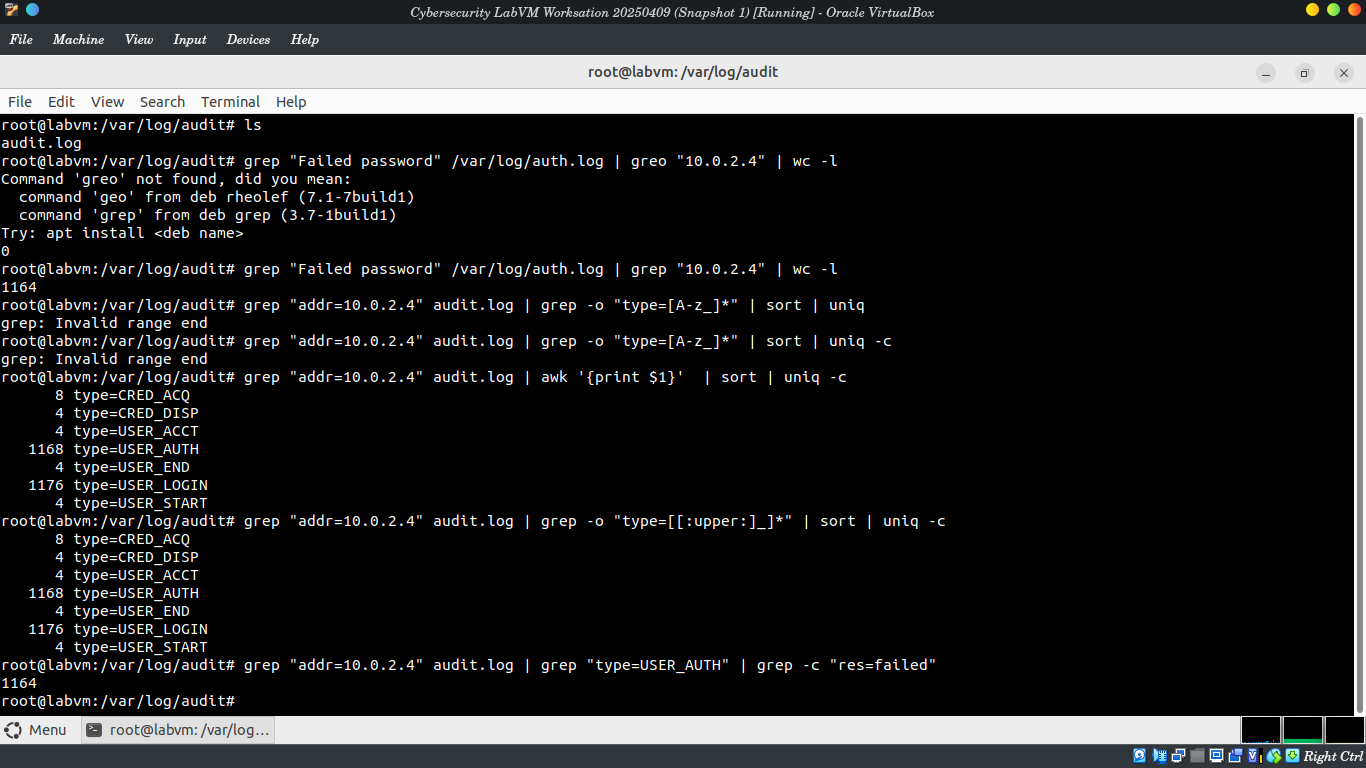 Cybersecurity LabVM Worksation 20250409 (Snapshot 1) [Running] - Oracle VirtualBox
File Machine View Input Devices Help
root@labvm: /var/log/audit
File Edit View Search Terminal Help
root@labvm:/var/log/audit# ls
audit.log
root@labvm:/var/log/audit# grep "Failed password" /var/log/auth.log | greo "10.0.2.4" | wc -l
Command 'greo' not found, did you mean:
  command 'geo' from deb rheolef (7.1-7build1)
  command 'grep' from deb grep (3.7-1build1)
Try: apt install <deb name>
0
root@labvm:/var/log/audit# grep "Failed password" /var/log/auth.log | grep "10.0.2.4" | wc -l
1164
root@labvm:/var/log/audit# grep "addr=10.0.2.4" audit.log | grep -o "type=[A-z_]*" | sort | uniq
grep: Invalid range end
root@labvm:/var/log/audit# grep "addr=10.0.2.4" audit.log | grep -o "type=[A-z_]*" | sort | uniq -c
grep: Invalid range end
root@labvm:/var/log/audit# grep "addr=10.0.2.4" audit.log | awk '{print $1}'  | sort | uniq -c
      8 type=CRED_ACQ
      4 type=CRED_DISP
      4 type=USER_ACCT
   1168 type=USER_AUTH
      4 type=USER_END
   1176 type=USER_LOGIN
      4 type=USER_START
root@labvm:/var/log/audit# grep "addr=10.0.2.4" audit.log | grep -o "type=[[:upper:]_]*" | sort | uniq -c
      8 type=CRED_ACQ
      4 type=CRED_DISP
      4 type=USER_ACCT
   1168 type=USER_AUTH
      4 type=USER_END
   1176 type=USER_LOGIN
      4 type=USER_START
root@labvm:/var/log/audit# grep "addr=10.0.2.4" audit.log | grep "type=USER_AUTH" | grep -c "res=failed"
1164
root@labvm:/var/log/audit#
Menu root@labvm: /var/log...
Right Ctrl